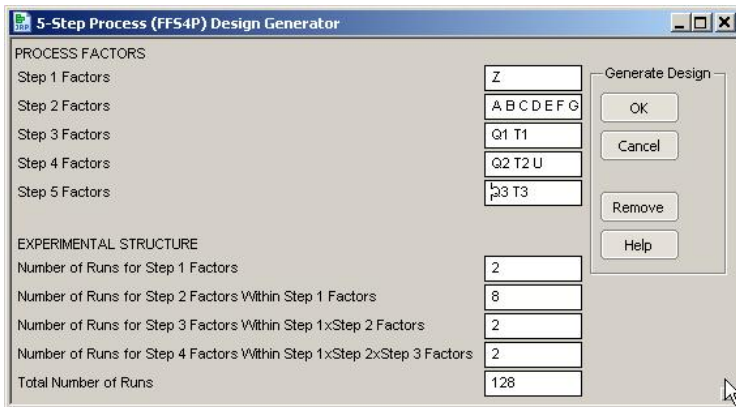 5-Step Process (FFS4P) Design Generator
PROCESS FACTORS
Step 1 Factors Z
Step 2 Factors A B C D E F G
Step 3 Factors Q1 T1
Step 4 Factors Q2 T2 U
Step 5 Factors Q3 T3
EXPERIMENTAL STRUCTURE
Number of Runs for Step 1 Factors 2
Number of Runs for Step 2 Factors Within Step 1 Factors 8
Number of Runs for Step 3 Factors Within Step 1xStep 2 Factors 2
Number of Runs for Step 4 Factors Within Step 1xStep 2xStep 3 Factors 2
Total Number of Runs 128
Generate Design
OK
Cancel
Remove
Help